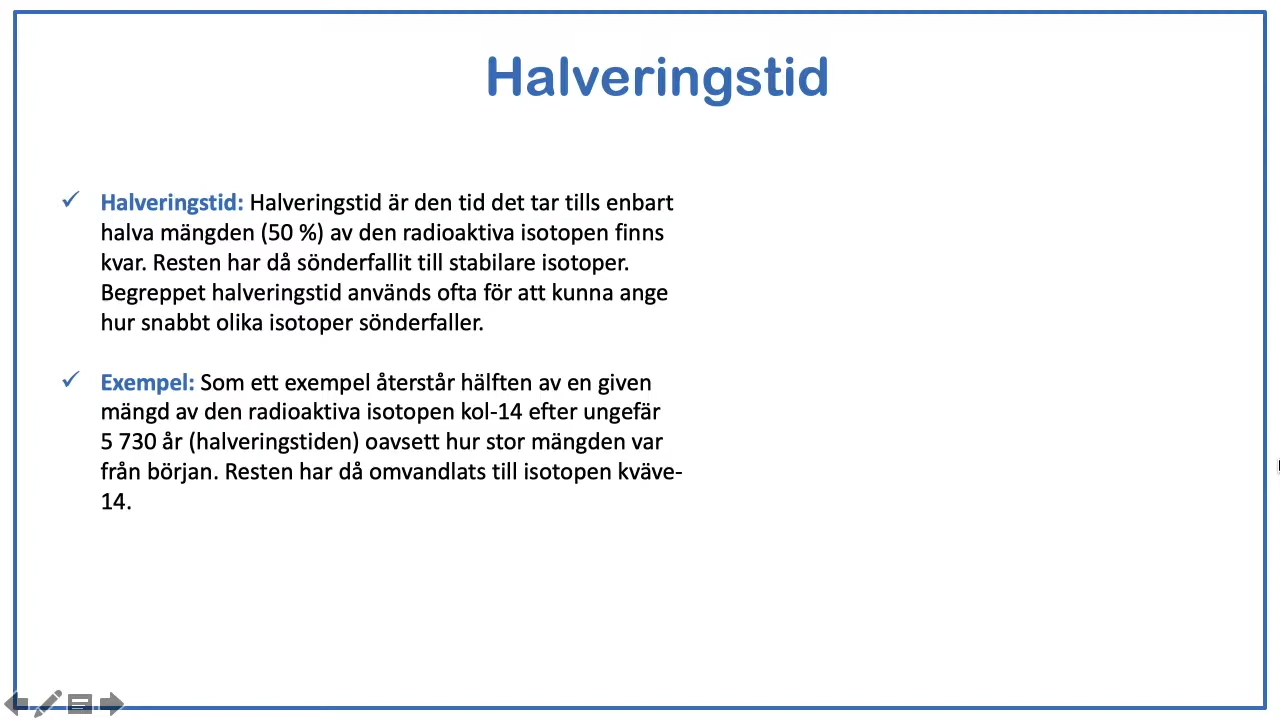 Halveringstid
Halveringstid: Halveringstid är den tid det tar tills enbart
halva mängden (50 %) av den radioaktiva isotopen finns
kvar. Resten har då sönderfallit till stabilare isotoper.
Begreppet halveringstid används ofta för att kunna ange
hur snabbt olika isotoper sönderfaller.
Exempel: Som ett exempel återstår hälften av en given
mängd av den radioaktiva isotopen kol-14 efter ungefär
5 730 år (halveringstiden) oavsett hur stor mängden var
från början. Resten har då omvandlats till isotopen kväve-
14.